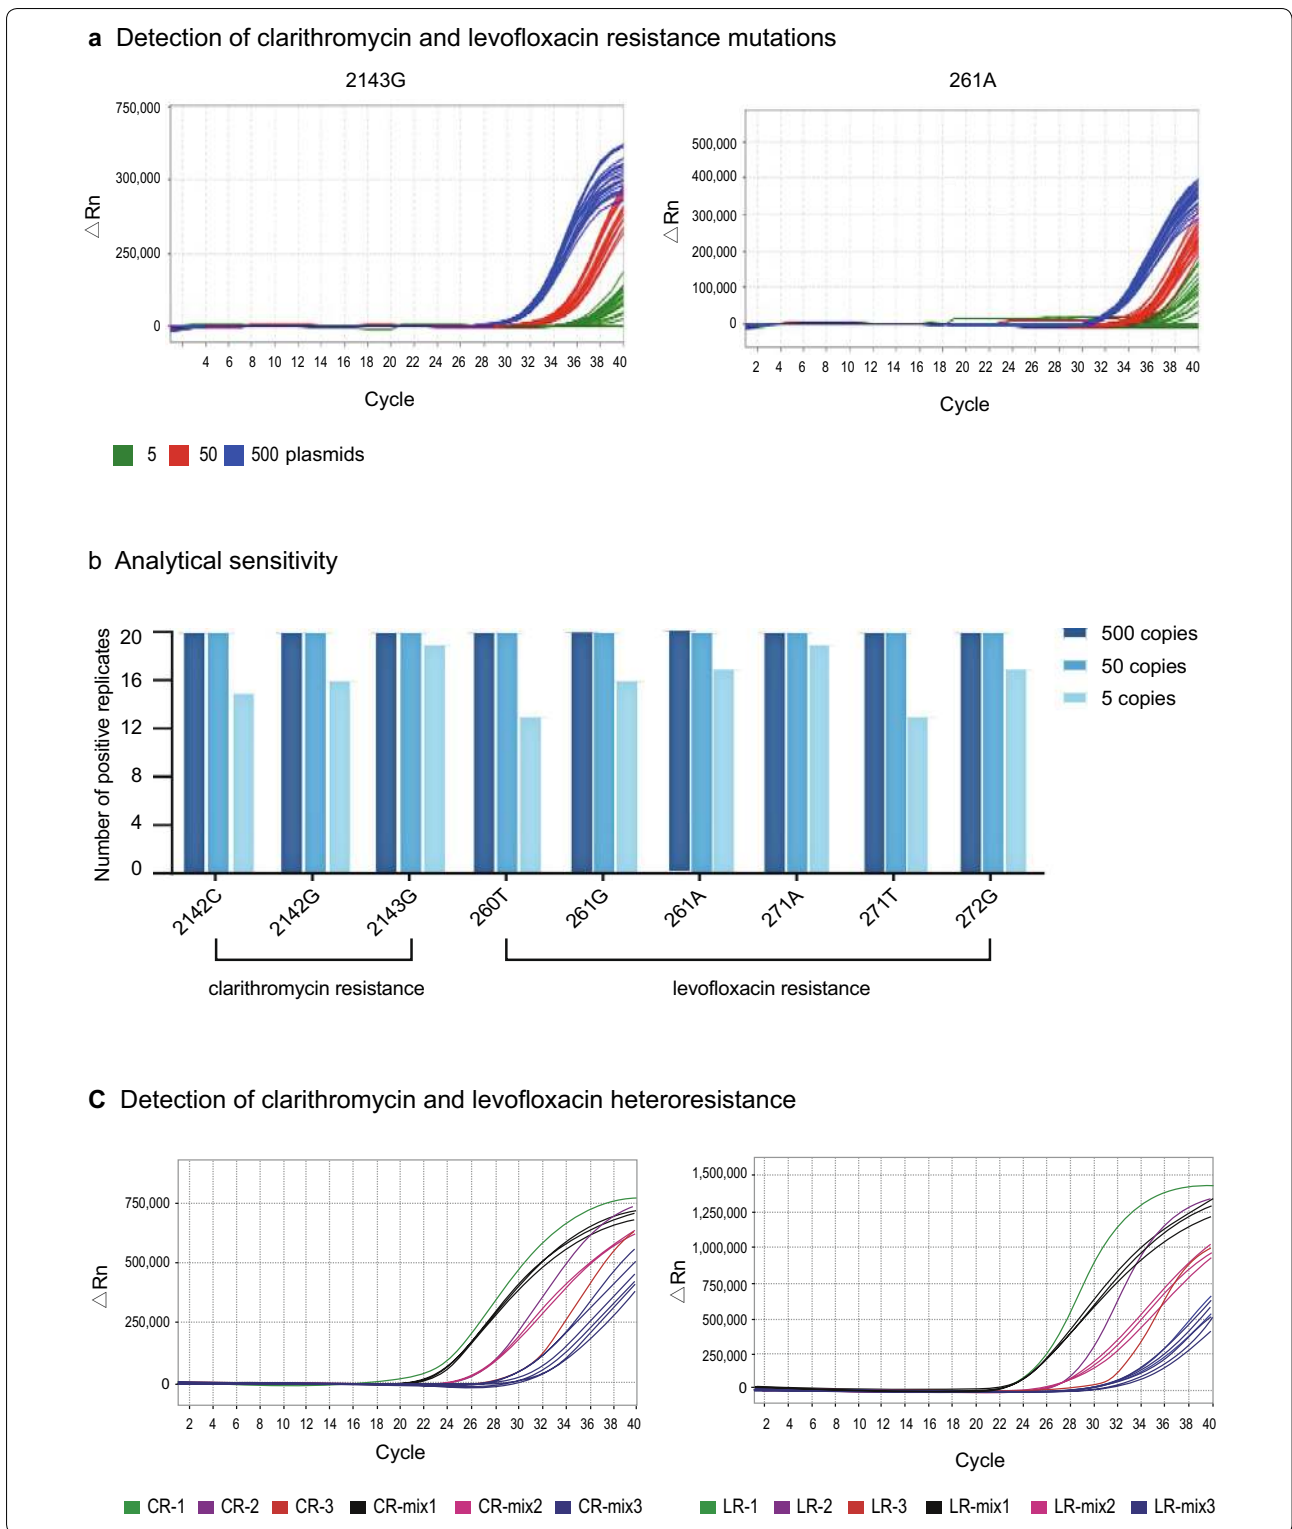 a Detection of clarithromycin and levofloxacin resistance mutations
2143G
750,000
300,000
250,000
0
△Rn
4 6 8 10 12 14 16 18 20 22 24 26 28 30 32 34 36 38 40
Cycle
261A
500,000
400,000
300,000
200,000
100,000
0
△Rn
2 4 6 8 10 12 14 16 18 20 22 24 26 28 30 32 34 36 38 40
Cycle
5 50 500 plasmids
b Analytical sensitivity
Number of positive replicates
20
16
12
8
4
0
500 copies
50 copies
5 copies
2142C 2142G 2143G 260T 261G 261A 271A 271T 272G
clarithromycin resistance levofloxacin resistance
C Detection of clarithromycin and levofloxacin heteroresistance
750,000
500,000
250,000
0
△Rn
2 4 6 8 10 12 14 16 18 20 22 24 26 28 30 32 34 36 38 40
Cycle
CR-1 CR-2 CR-3 CR-mix1 CR-mix2 CR-mix3
1,500,000
1,250,000
1,000,000
750,000
500,000
250,000
0
△Rn
2 4 6 8 10 12 14 16 18 20 22 24 26 28 30 32 34 36 38 40
Cycle
LR-1 LR-2 LR-3 LR-mix1 LR-mix2 LR-mix3